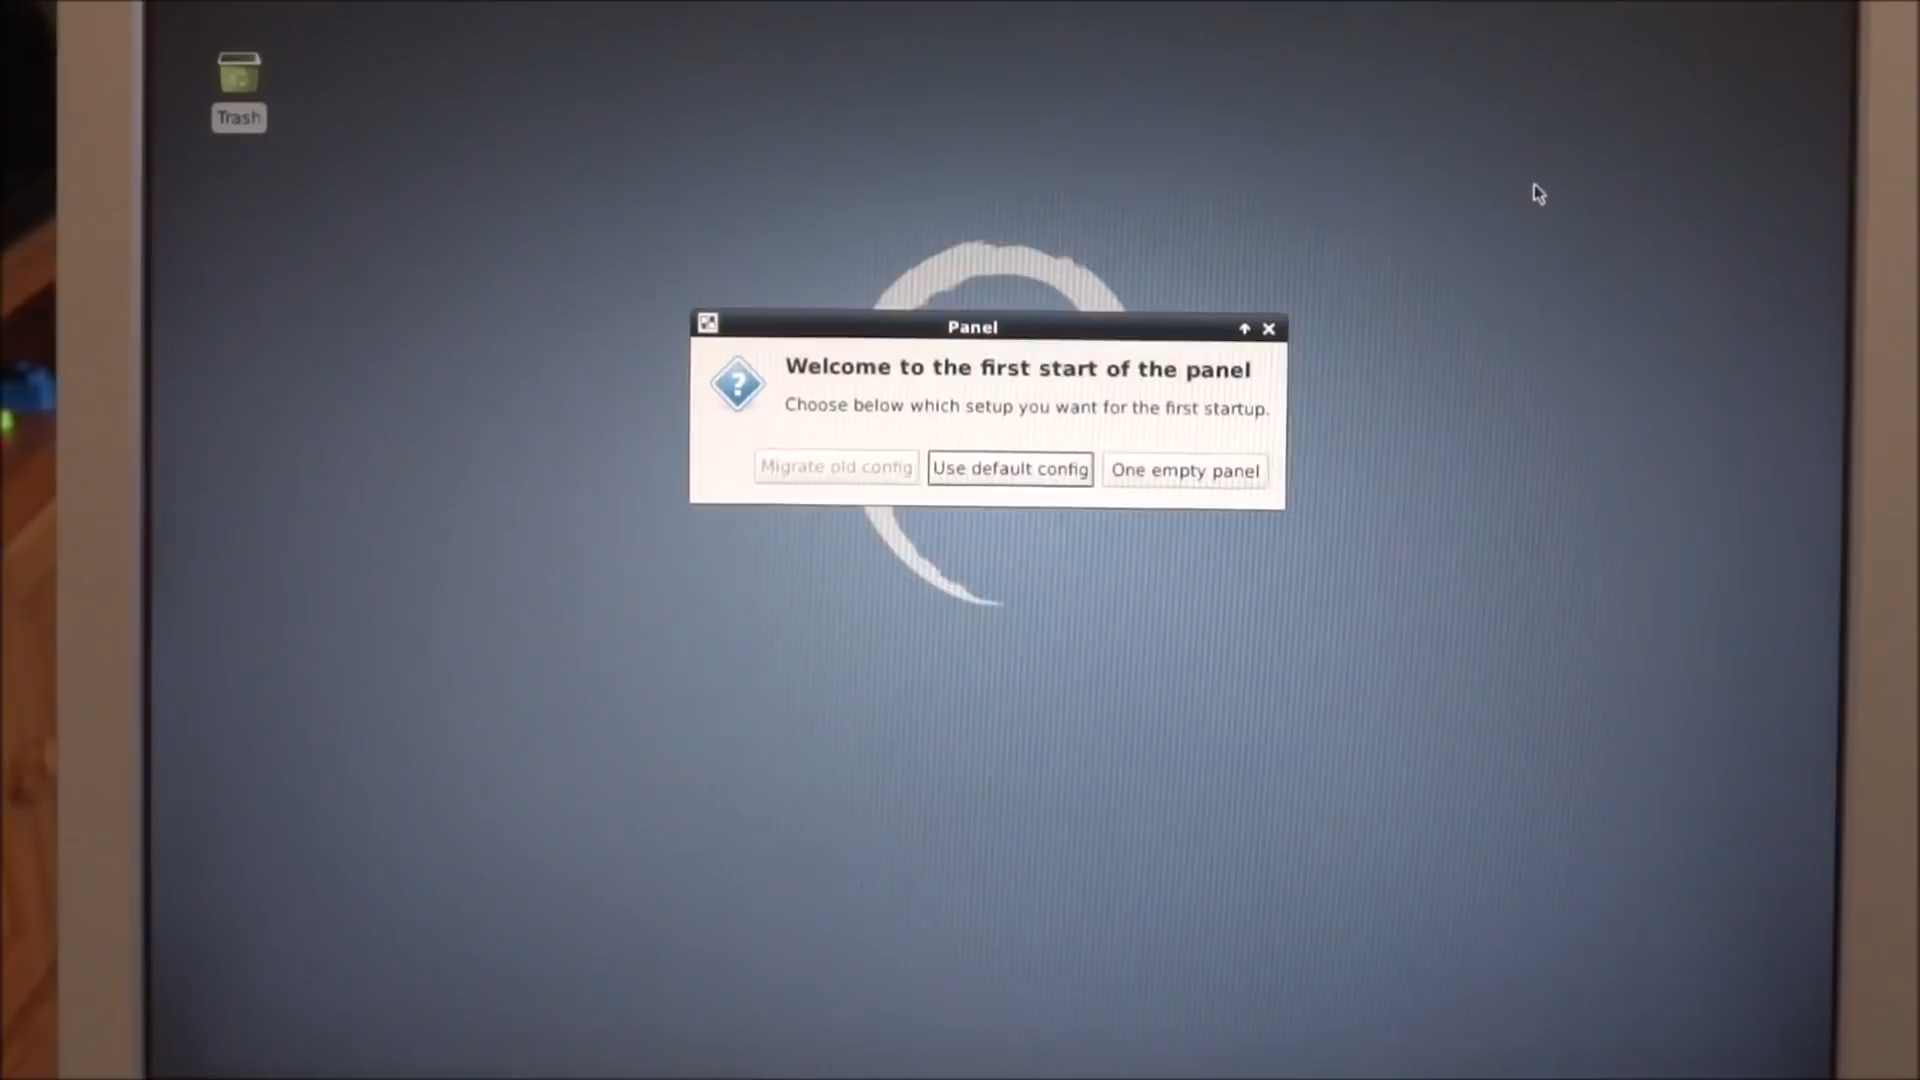 Trash
Panel
Welcome to the first start of the panel
Choose below which setup you want for the first startup.
Migrate old config
Use default config
One empty panel